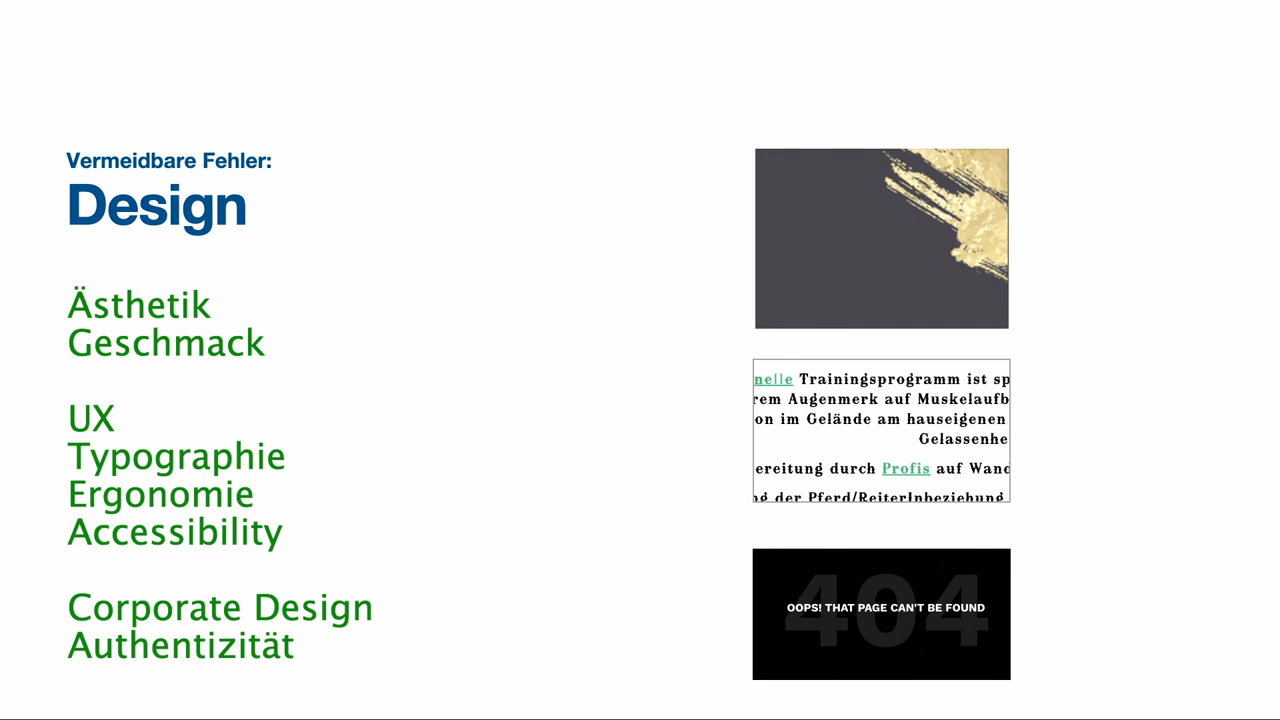 Vermeidbare Fehler:
Design
Ästhetik
Geschmack
UX
Typographie
Ergonomie
Accessibility
Corporate Design
Authentizität
nelle Trainingsprogramm ist sp
rem Augenmerk auf Muskelaufb
on im Gelände am hauseigenen
Gelassenhe
ereitung durch Profis auf Wand
ng der Pferd/ReiterInbeziehung
404
OOPS! THAT PAGE CAN'T BE FOUND